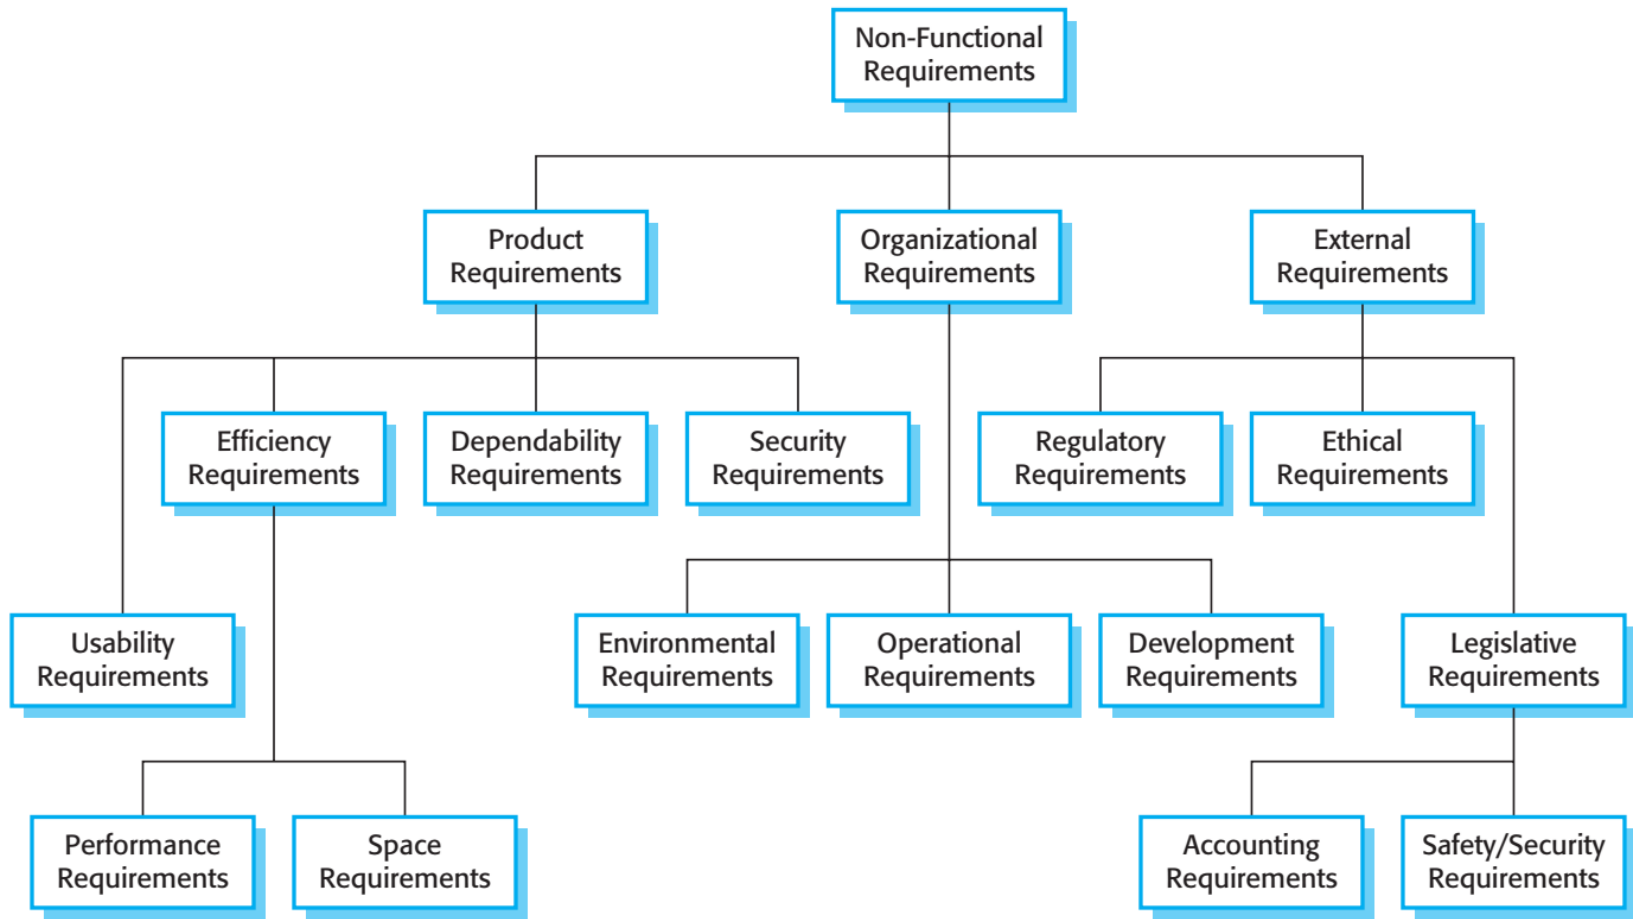 Non-Functional
Requirements
Product
Requirements
Organizational
Requirements
External
Requirements
Efficiency
Requirements
Dependability
Requirements
Security
Requirements
Regulatory
Requirements
Ethical
Requirements
Usability
Requirements
Environmental
Requirements
Operational
Requirements
Development
Requirements
Legislative
Requirements
Performance
Requirements
Space
Requirements
Accounting
Requirements
Safety/Security
Requirements